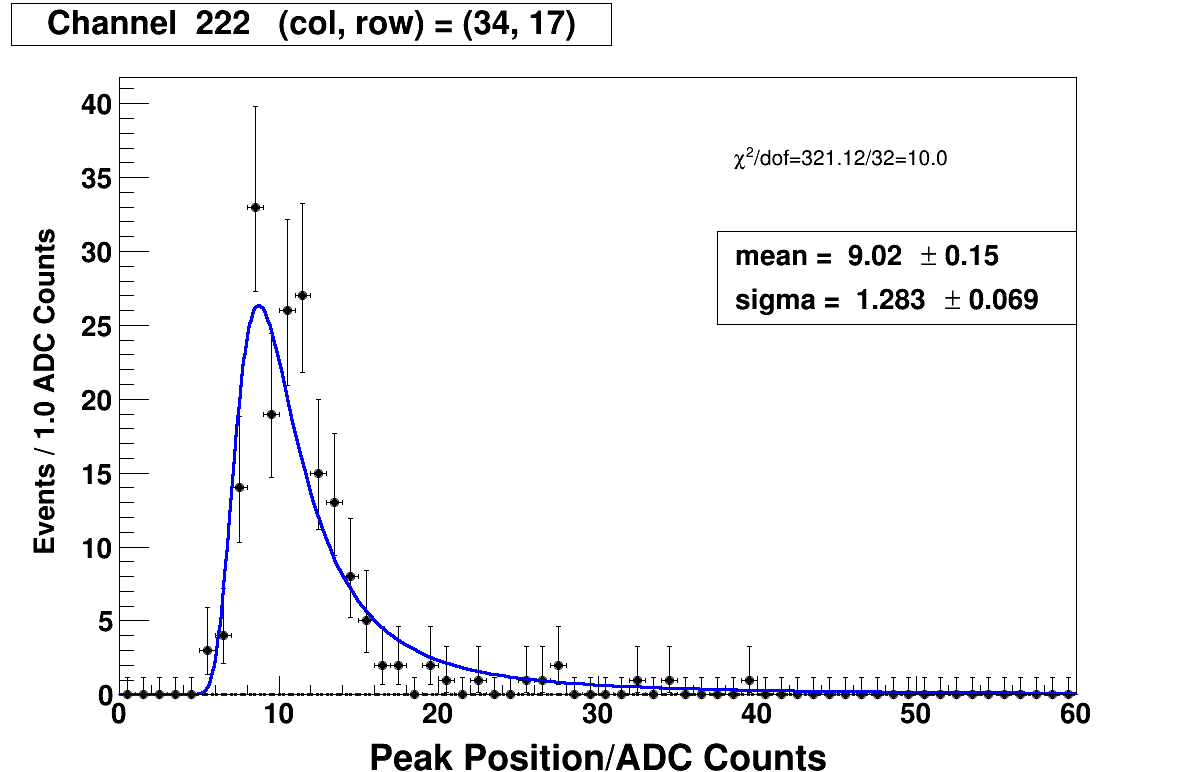 Channel 222 (col, row) = (34, 17)
χ²/dof=321.12/32=10.0
mean = 9.02 ± 0.15
sigma = 1.283 ± 0.069
Events / 1.0 ADC Counts
40
35
30
25
20
15
10
5
0
0 10 20 30 40 50 60
Peak Position/ADC Counts